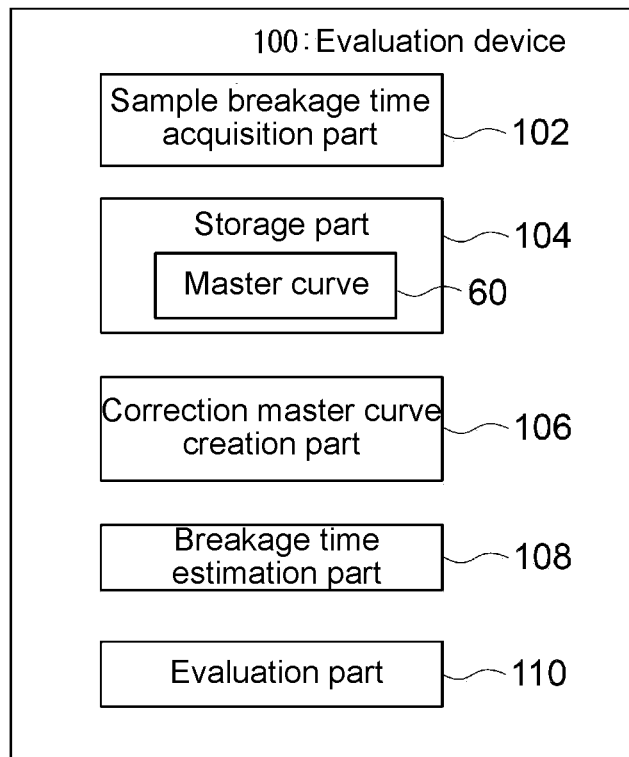 100: Evaluation device
Sample breakage time
acquisition part
102
Storage part
104
Master curve
60
Correction master curve
creation part
106
Breakage time
estimation part
108
Evaluation part
110